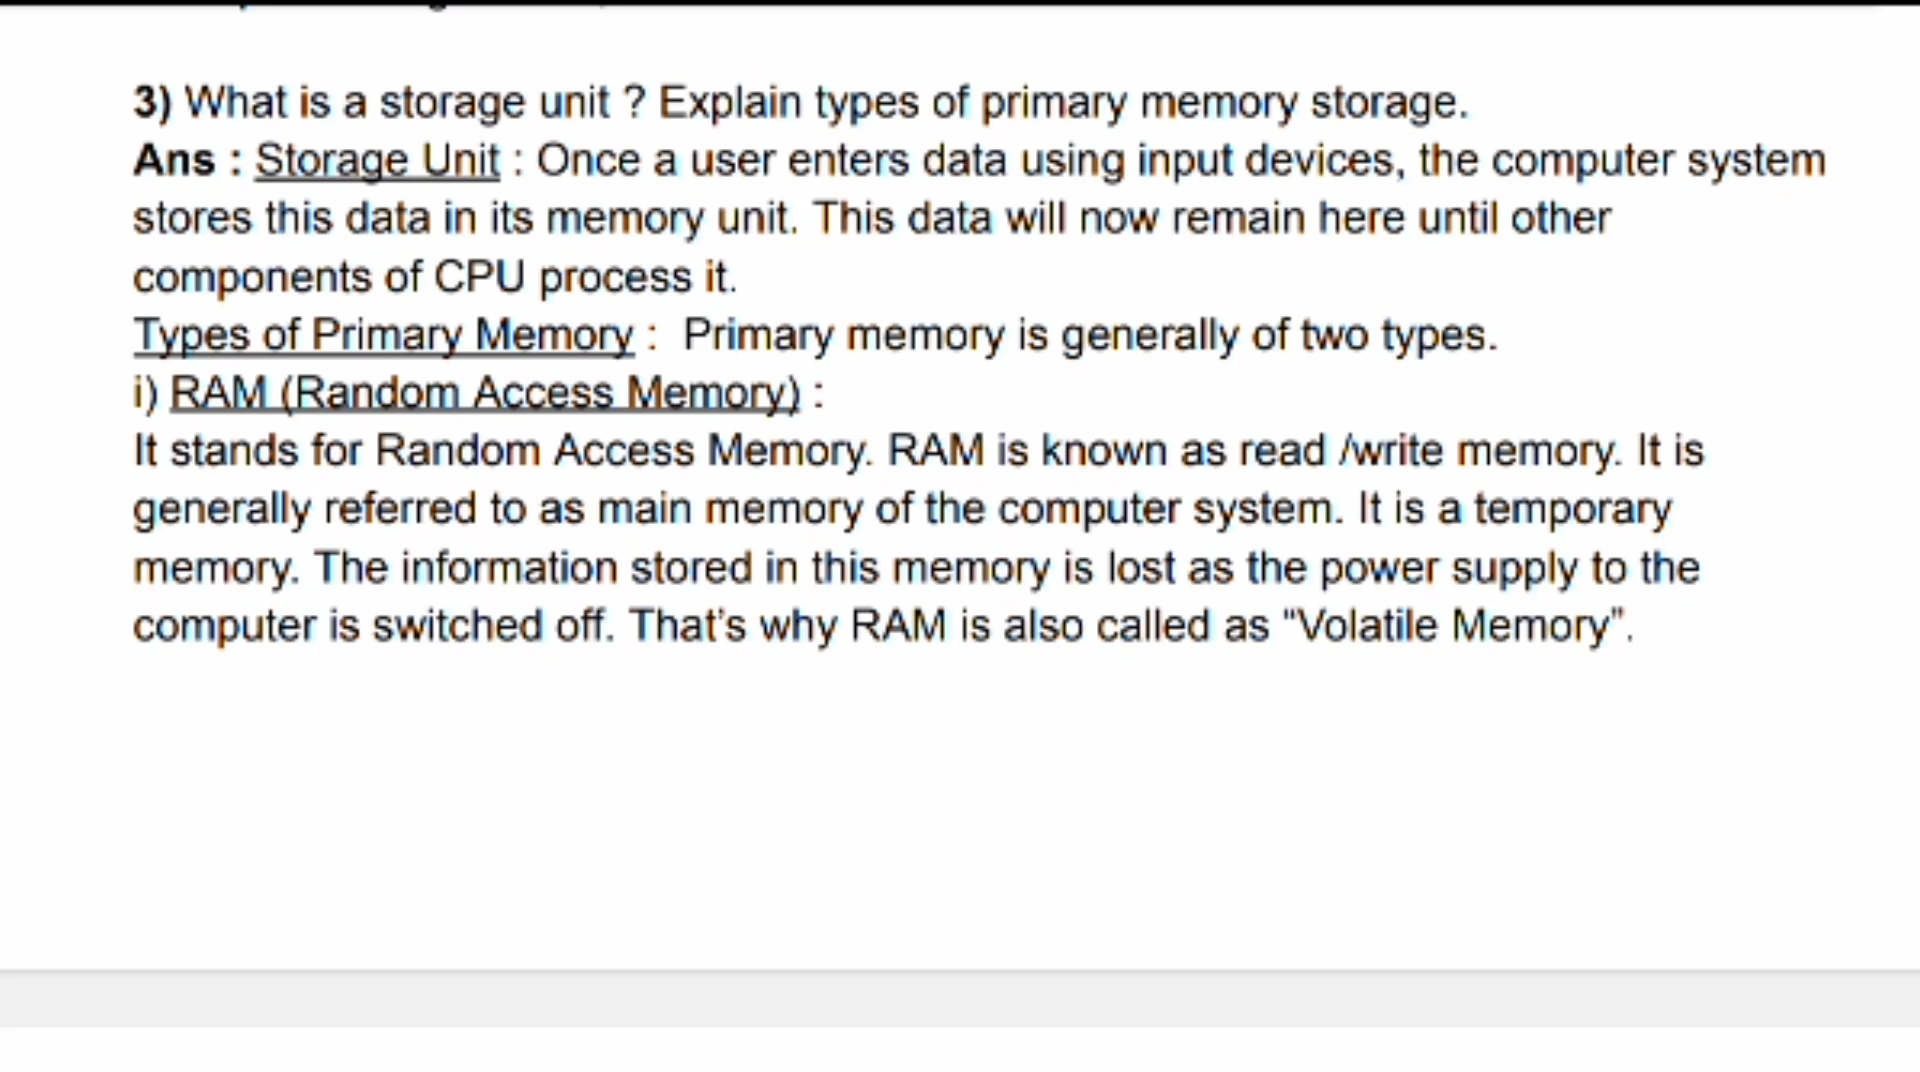 3) What is a storage unit ? Explain types of primary memory storage.
Ans : Storage Unit : Once a user enters data using input devices, the computer system
stores this data in its memory unit. This data will now remain here until other
components of CPU process it.
Types of Primary Memory :  Primary memory is generally of two types.
i) RAM (Random Access Memory) :
It stands for Random Access Memory. RAM is known as read /write memory. It is
generally referred to as main memory of the computer system. It is a temporary
memory. The information stored in this memory is lost as the power supply to the
computer is switched off. That’s why RAM is also called as “Volatile Memory”.